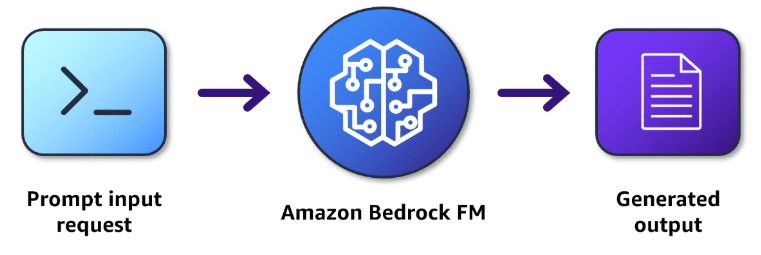 Prompt input
request
Amazon Bedrock FM
Generated
output